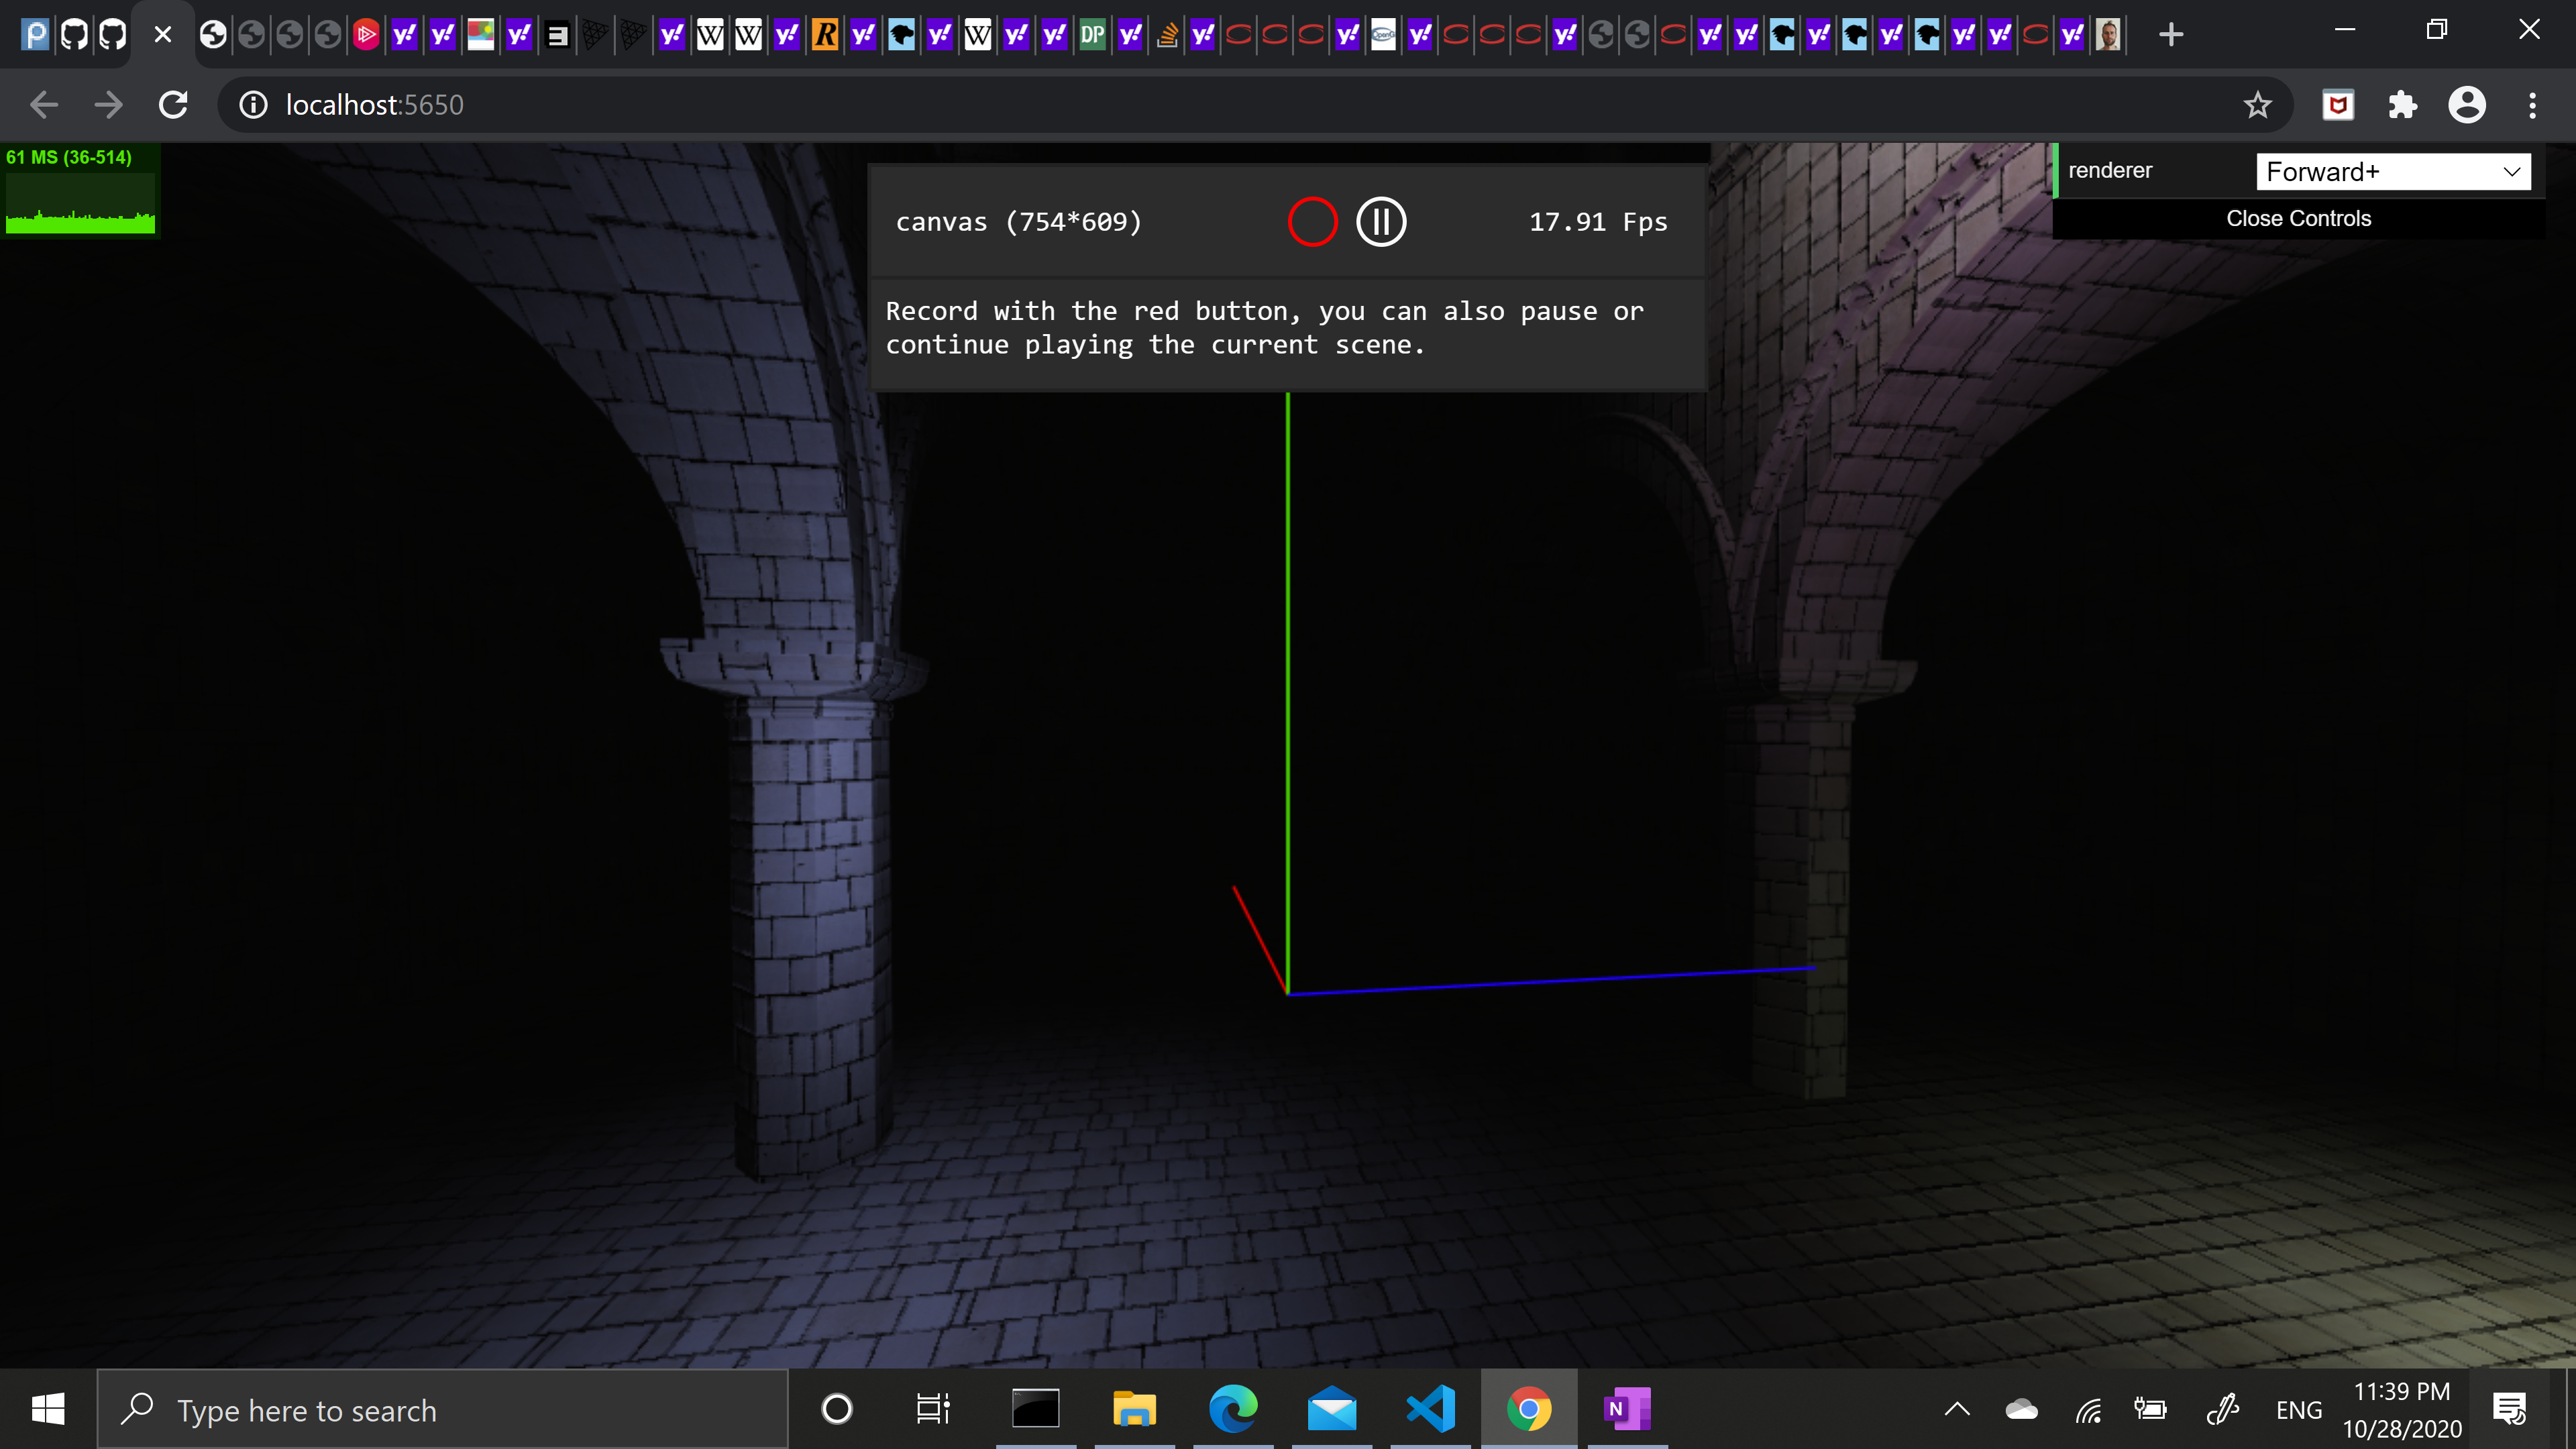 localhost:5650
61 MS (36-514)
canvas (754*609)
17.91 Fps
Record with the red button, you can also pause or
continue playing the current scene.
renderer
Forward+
Close Controls
Type here to search
ENG
11:39 PM
10/28/2020